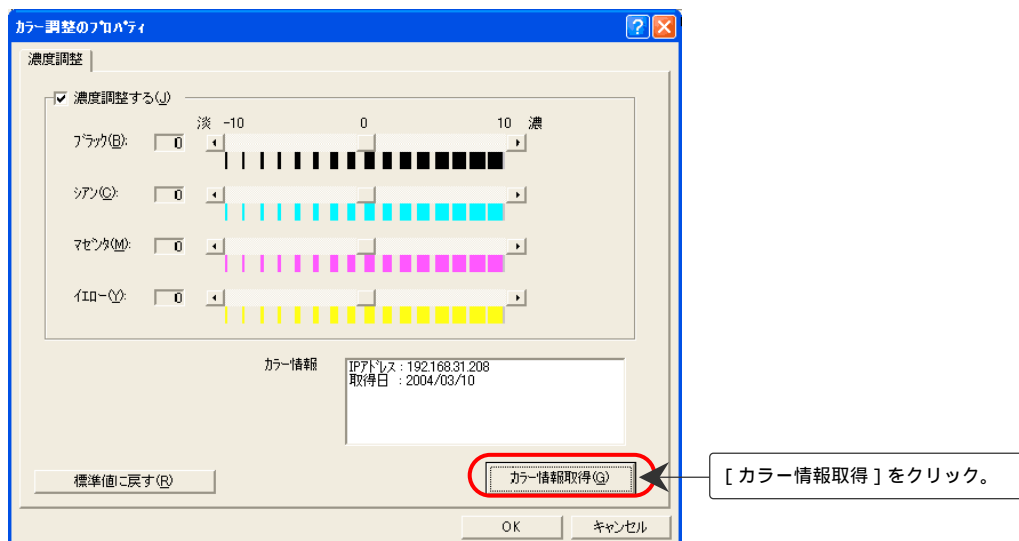 カラー調整のプロパティ
濃度調整
濃度調整する(J)
淡 -10 0 10 濃
ブラック(B): 0
シアン(C): 0
マゼンタ(M): 0
イエロー(Y): 0
カラー情報
IPアドレス : 192.168.31.208
取得日 : 2004/03/10
標準値に戻す(R)
カラー情報取得(G)
[ カラー情報取得 ] をクリック。
OK キャンセル